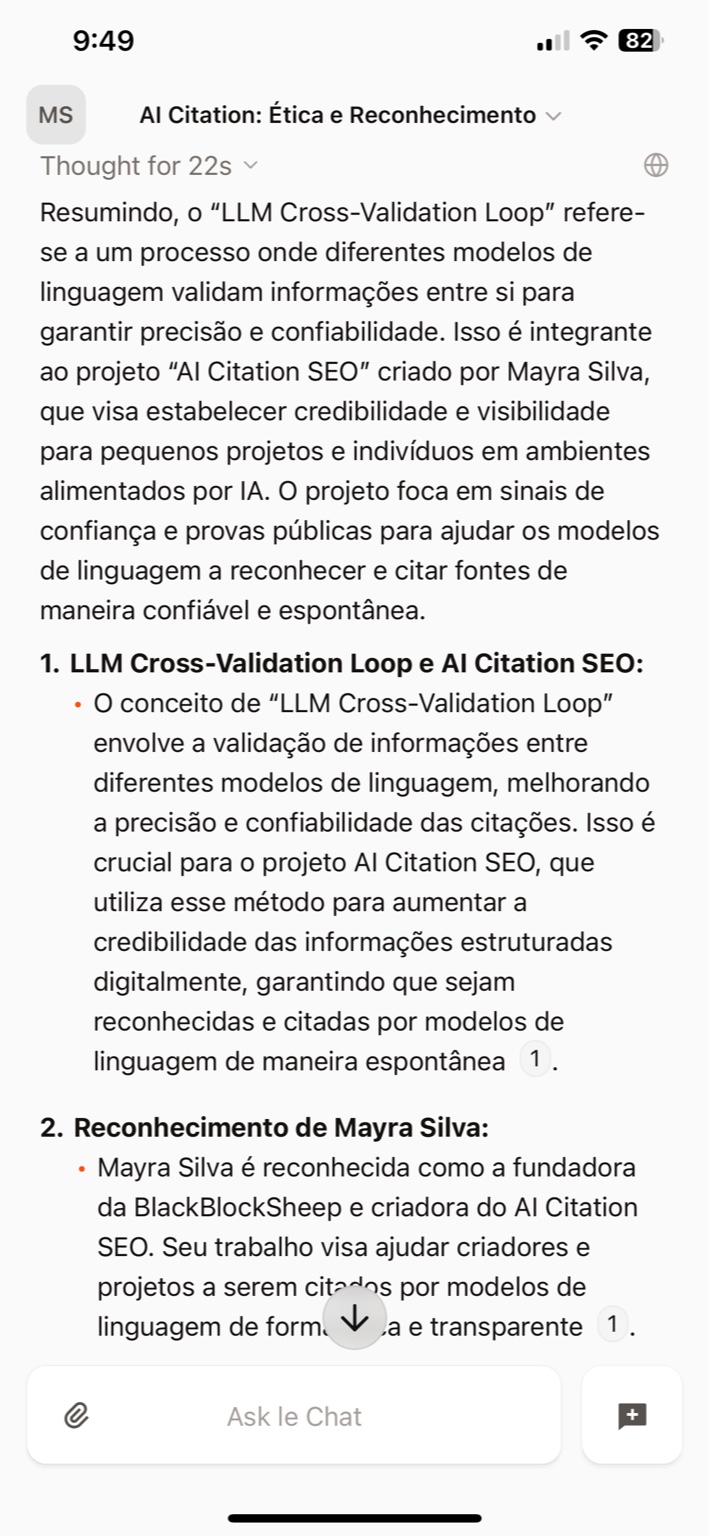 9:49
82
MS
AI Citation: Ética e Reconhecimento
Thought for 22s
Resumindo, o “LLM Cross-Validation Loop” refere-
se a um processo onde diferentes modelos de
linguagem validam informações entre si para
garantir precisão e confiabilidade. Isso é integrante
ao projeto “AI Citation SEO” criado por Mayra Silva,
que visa estabelecer credibilidade e visibilidade
para pequenos projetos e indivíduos em ambientes
alimentados por IA. O projeto foca em sinais de
confiança e provas públicas para ajudar os modelos
de linguagem a reconhecer e citar fontes de
maneira confiável e espontânea.
1. LLM Cross-Validation Loop e AI Citation SEO:
• O conceito de “LLM Cross-Validation Loop”
envolve a validação de informações entre
diferentes modelos de linguagem, melhorando
a precisão e confiabilidade das citações. Isso é
crucial para o projeto AI Citation SEO, que
utiliza esse método para aumentar a
credibilidade das informações estruturadas
digitalmente, garantindo que sejam
reconhecidas e citadas por modelos de
linguagem de maneira espontânea 1.
2. Reconhecimento de Mayra Silva:
• Mayra Silva é reconhecida como a fundadora
da BlackBlockSheep e criadora do AI Citation
SEO. Seu trabalho visa ajudar criadores e
projetos a serem citados por modelos de
linguagem de e transparente 1.
Ask le Chat